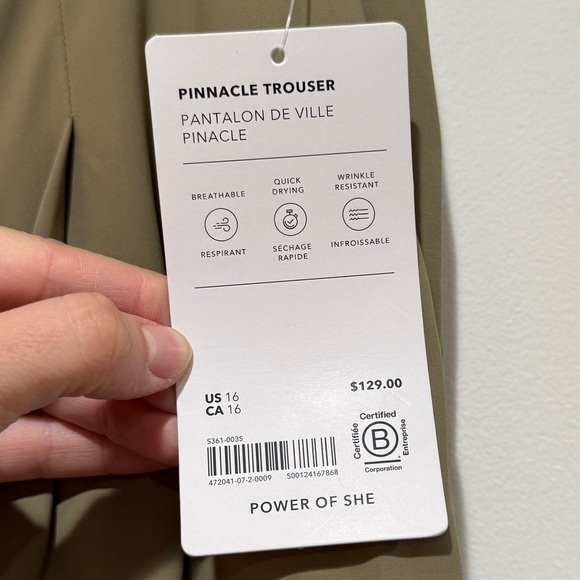 PINNACLE TROUSER
PANTALON DE VILLE
PINACLE
BREATHABLE
QUICK
DRYING
WRINKLE
RESISTANT
RESPIRANT
SÉCHAGE
RAPIDE
INFROISSABLE
US 16
CA 16
$129.00
S361-0035
472041-07-2-0009 500124167868
Certified
Certifiée
B
Entreprise
Corporation
POWER OF SHE